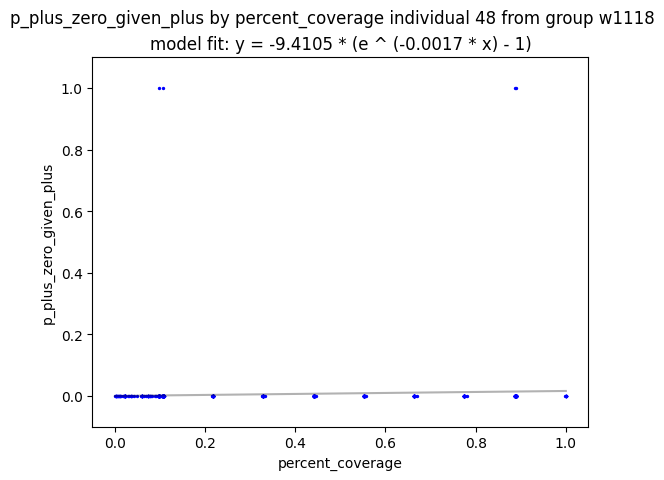 p_plus_zero_given_plus by percent_coverage individual 48 from group w1118
model fit: y = -9.4105 * (e ^ (-0.0017 * x) - 1)
1.0
0.8
0.6
0.4
0.2
0.0
p_plus_zero_given_plus
0.0 0.2 0.4 0.6 0.8 1.0
percent_coverage